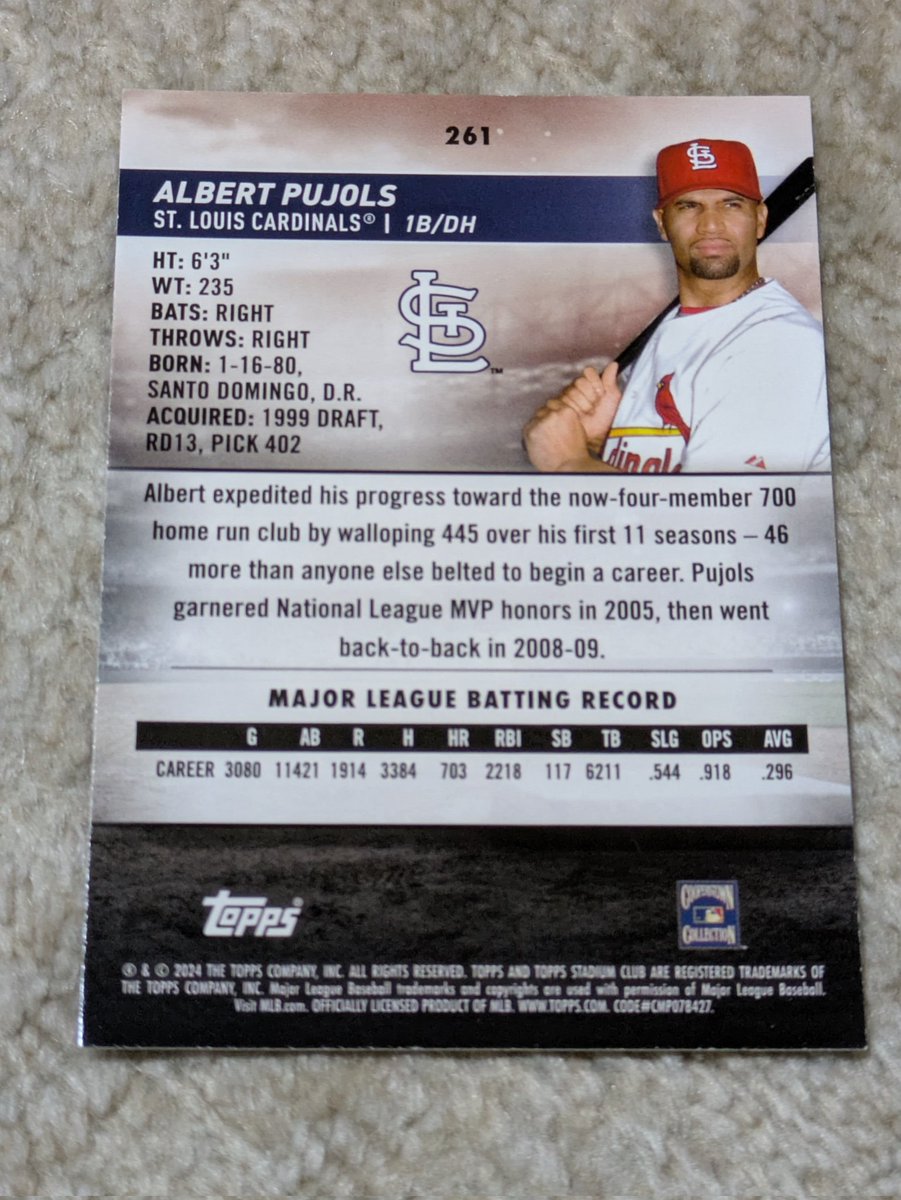 261
ALBERT PUJOLS
ST. LOUIS CARDINALS® | 1B/DH
HT: 6'3"
WT: 235
BATS: RIGHT
THROWS: RIGHT
BORN: 1-16-80,
SANTO DOMINGO, D.R.
ACQUIRED: 1999 DRAFT,
RD13, PICK 402
STL™
STL
dinals
Albert expedited his progress toward the now-four-member 700
home run club by walloping 445 over his first 11 seasons – 46
more than anyone else belted to begin a career. Pujols
garnered National League MVP honors in 2005, then went
back-to-back in 2008-09.
MAJOR LEAGUE BATTING RECORD
G AB R H HR RBI SB TB SLG OPS AVG
CAREER 3080 11421 1914 3384 703 2218 117 6211 .544 .918 .296
topps®
COOPERSTOWN
COLLECTION
® & © 2024 THE TOPPS COMPANY, INC. ALL RIGHTS RESERVED. TOPPS AND TOPPS STADIUM CLUB ARE REGISTERED TRADEMARKS OF
THE TOPPS COMPANY, INC. Major League Baseball trademarks and copyrights are used with permission of Major League Baseball.
Visit MLB.com. OFFICIALLY LICENSED PRODUCT OF MLB. WWW.TOPPS.COM. CODE#CMP078427.